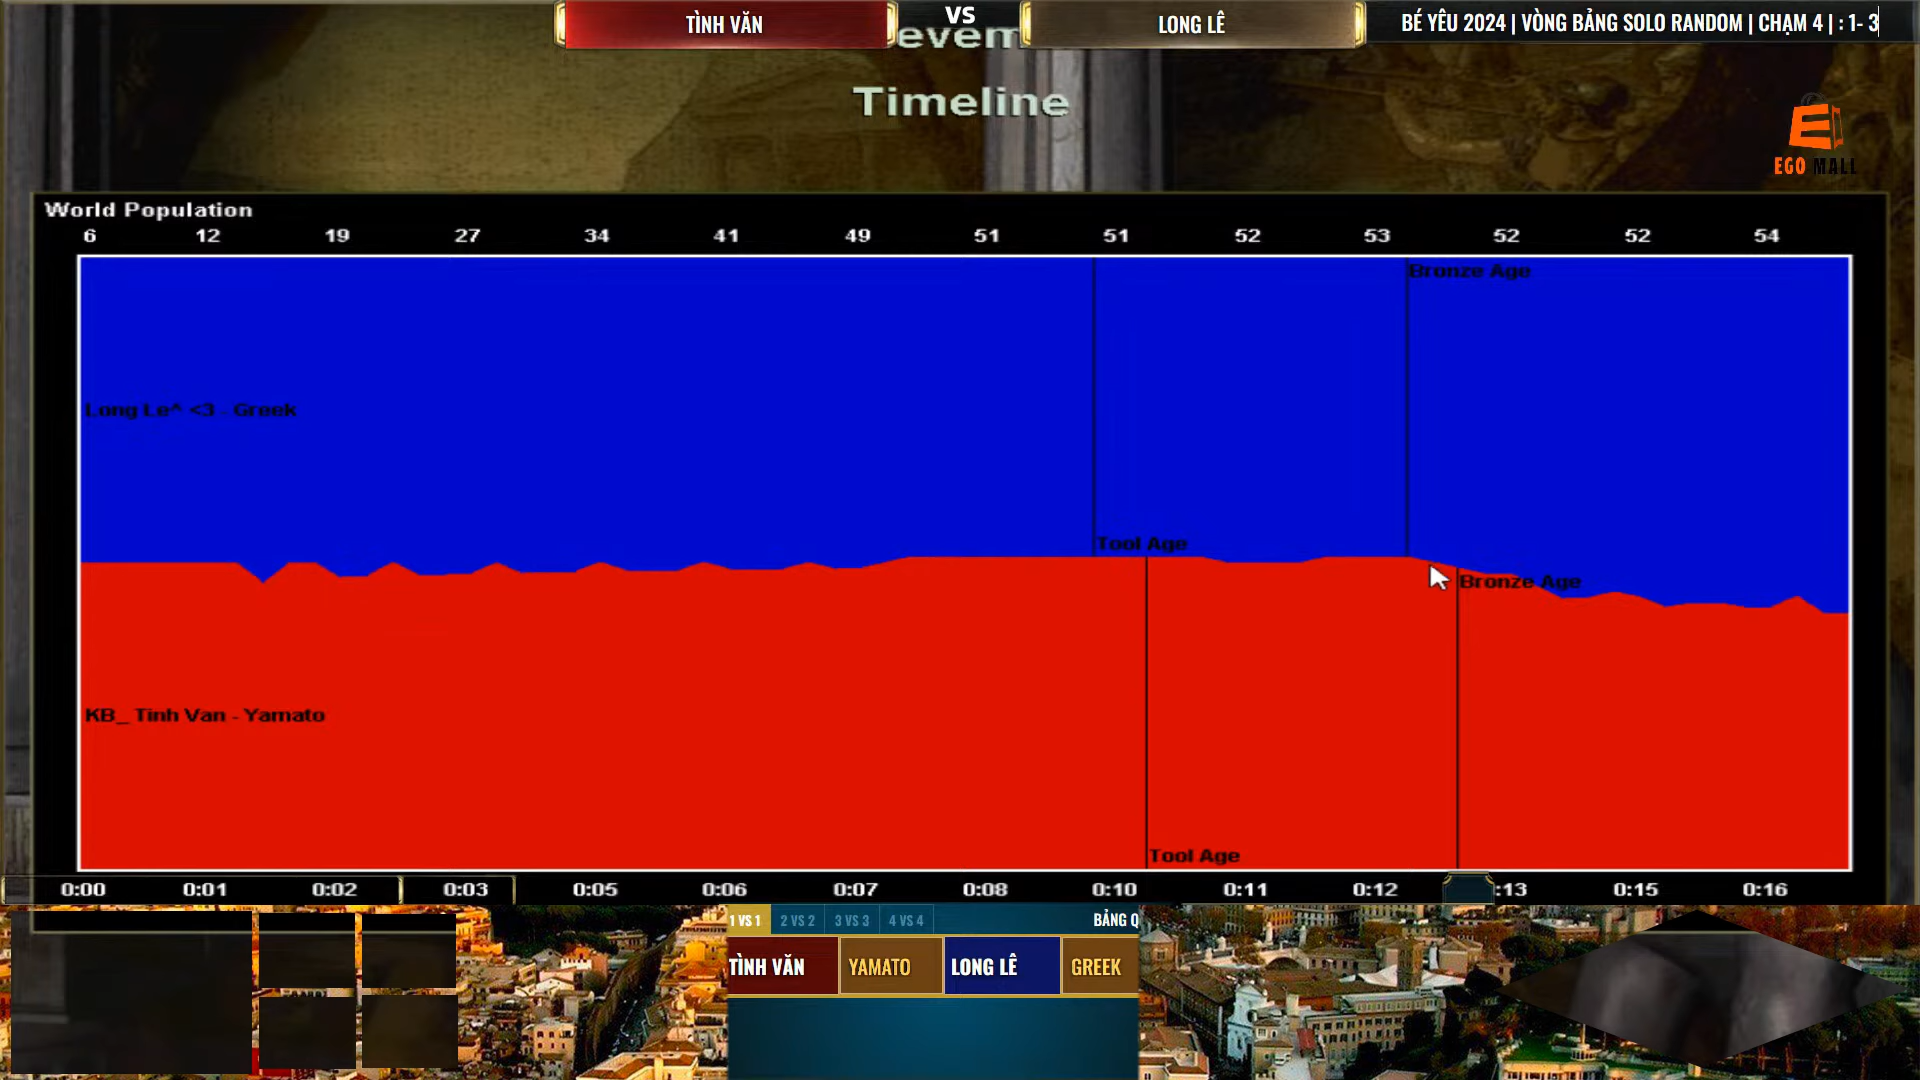 TÌNH VĂN
VS
LONG LÊ
BÉ YÊU 2024 | VÒNG BẢNG SOLO RANDOM | CHẠM 4 | : 1- 3
evem
Timeline
EGO MALL
World Population
6 12 19 27 34 41 49 51 51 52 53 52 52 54
Bronze Age
Long Le^ <3 - Greek
Tool Age
Bronze Age
KB_ Tinh Van - Yamato
Tool Age
0:00 0:01 0:02 0:03 0:05 0:06 0:07 0:08 0:10 0:11 0:12 :13 0:15 0:16
1 VS 1 2 VS 2 3 VS 3 4 VS 4 BẢNG Q
TÌNH VĂN YAMATO LONG LÊ GREEK